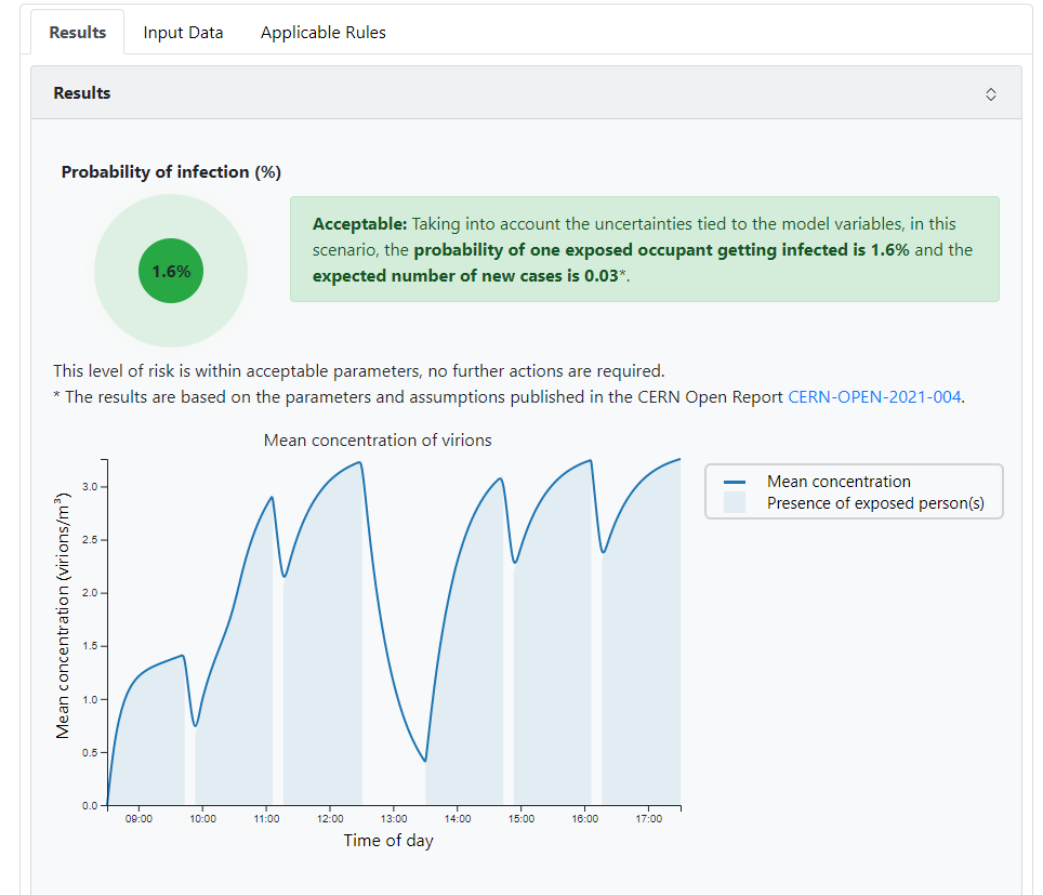 Results Input Data Applicable Rules
Results
Probability of infection (%)
1.6%
Acceptable: Taking into account the uncertainties tied to the model variables, in this
scenario, the probability of one exposed occupant getting infected is 1.6% and the
expected number of new cases is 0.03*.
This level of risk is within acceptable parameters, no further actions are required.
* The results are based on the parameters and assumptions published in the CERN Open Report CERN-OPEN-2021-004.
Mean concentration of virions
Mean concentration (virions/m³)
3.0
2.5
2.0
1.5
1.0
0.5
0.0
09:00 10:00 11:00 12:00 13:00 14:00 15:00 16:00 17:00
Time of day
Mean concentration
Presence of exposed person(s)